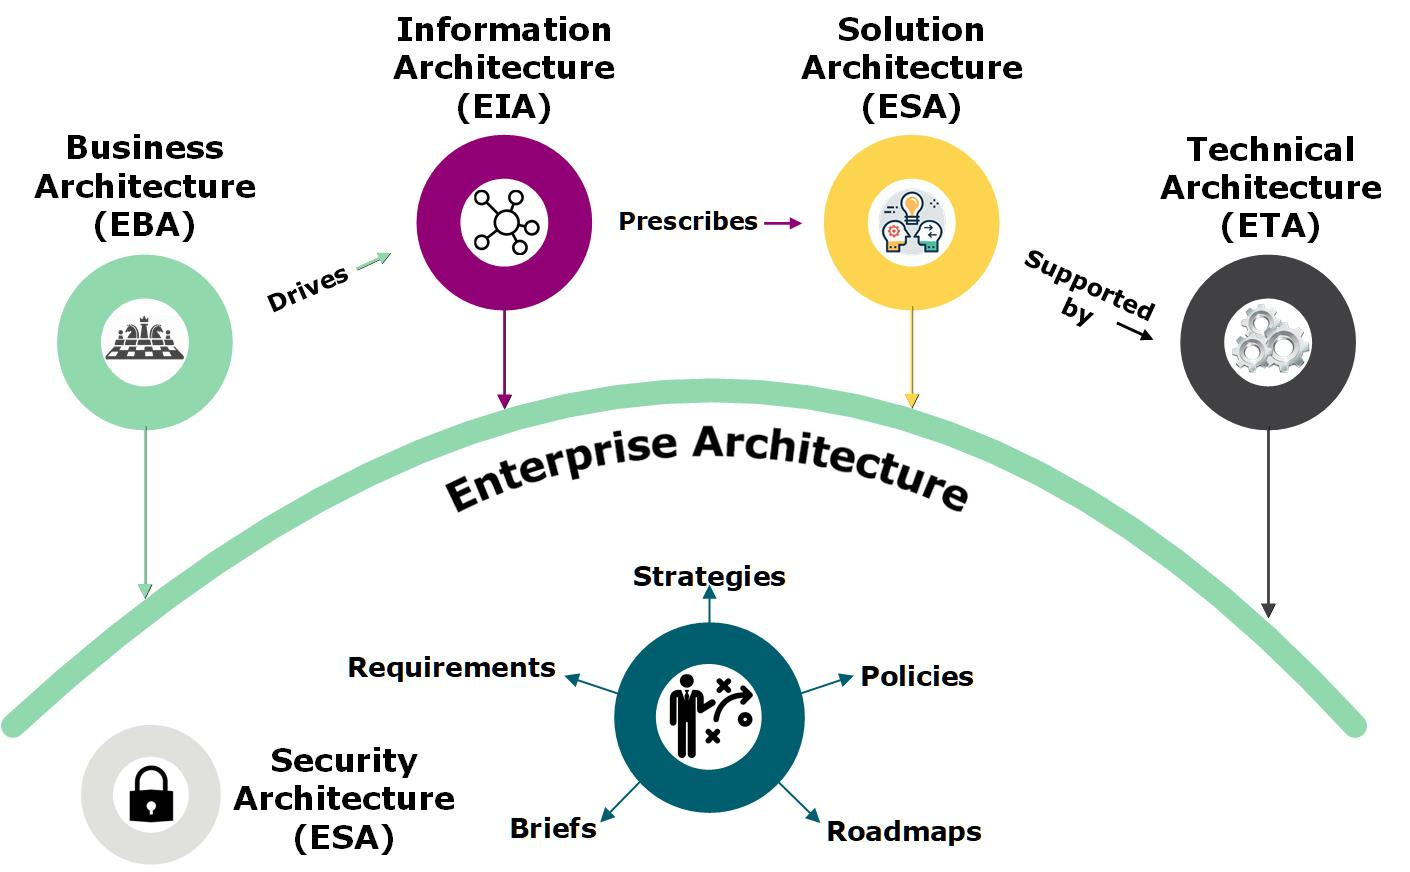 Business
Architecture
(EBA)
Drives
Information
Architecture
(EIA)
Prescribes
Solution
Architecture
(ESA)
Supported
by
Technical
Architecture
(ETA)
Enterprise Architecture
Strategies
Requirements
Policies
Briefs
Roadmaps
Security
Architecture
(ESA)